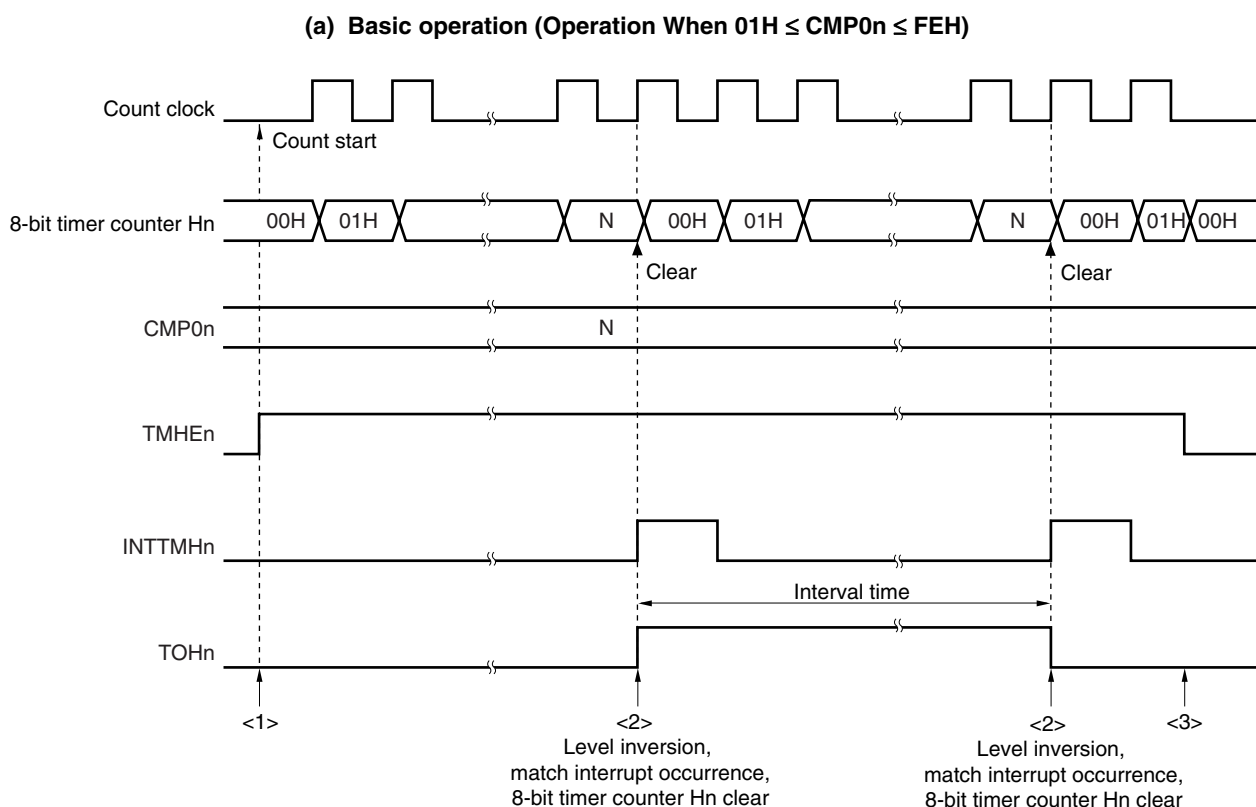 (a) Basic operation (Operation When 01H ≤ CMP0n ≤ FEH)
Count clock
Count start
8-bit timer counter Hn
00H 01H N 00H 01H N 00H 01H 00H
Clear Clear
CMP0n
N
TMHEn
INTTMHn
Interval time
TOHn
<1> <2> <2> <3>
Level inversion,
match interrupt occurrence,
8-bit timer counter Hn clear
Level inversion,
match interrupt occurrence,
8-bit timer counter Hn clear